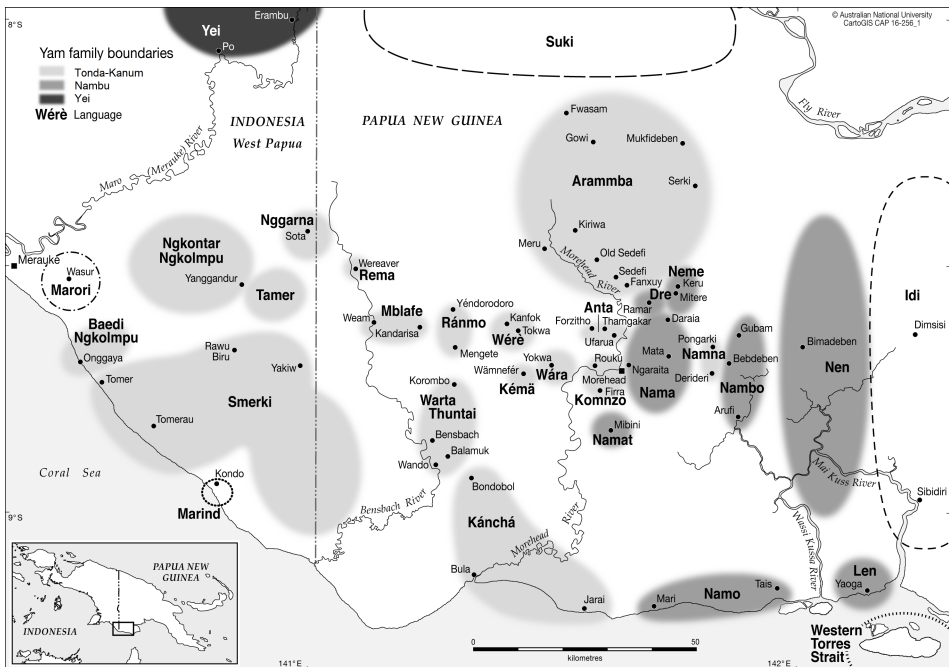 8°S
Erambu
Yei
Po
© Australian National University
CartoGIS CAP 16-256_1
Yam family boundaries
Tonda-Kanum
Nambu
Yei
Wérè Language
INDONESIA
West Papua
PAPUA NEW GUINEA
Suki
Fly River
Maro (Merauke) River
Fwasam
Gowi
Mukfideben
Arammba
Serki
Kiriwa
Meru
Morehead River
Old Sedefi
Sedefi
Fanxuy
Neme
Keru
Mitere
Dre
Ramar
Nggarna
Sota
Ngkontar
Ngkolmpu
Yanggandur
Tamer
Merauke
Wasur
Marori
Wereaver
Rema
Weam
Mblafe
Kandarisa
Yéndorodoro
Ránmo
Mengete
Kanfok
Tokwa
Wérè
Anta
Forzitho
Thamgakar
Ufarua
Daraia
Idi
Dimsisi
Baedi
Ngkolmpu
Onggaya
Tomer
Rawu
Biru
Yakiw
Smerki
Tomerau
Yokwa
Wámnefér
Wára
Kémä
Rouku
Morehead
Firra
Komnzo
Ngaraita
Mata
Nama
Pongarki
Namna
Derideri
Gubam
Bebdeben
Nambo
Arufi
Bimadeben
Nen
Korombo
Warta
Thuntai
Bensbach
Balamuk
Wando
Mibini
Namat
Coral Sea
Kondo
Marind
Bondobol
Bensbach River
Kánchá
Morehead River
Mai Kuss River
Wassi Kussa River
Sibidiri
9°S
Bula
Jarai
Mari
Namo
Tais
Len
Yaoga
Western
Torres
Strait
PAPUA NEW
GUINEA
INDONESIA
0 50
kilometres
141°E
142°E